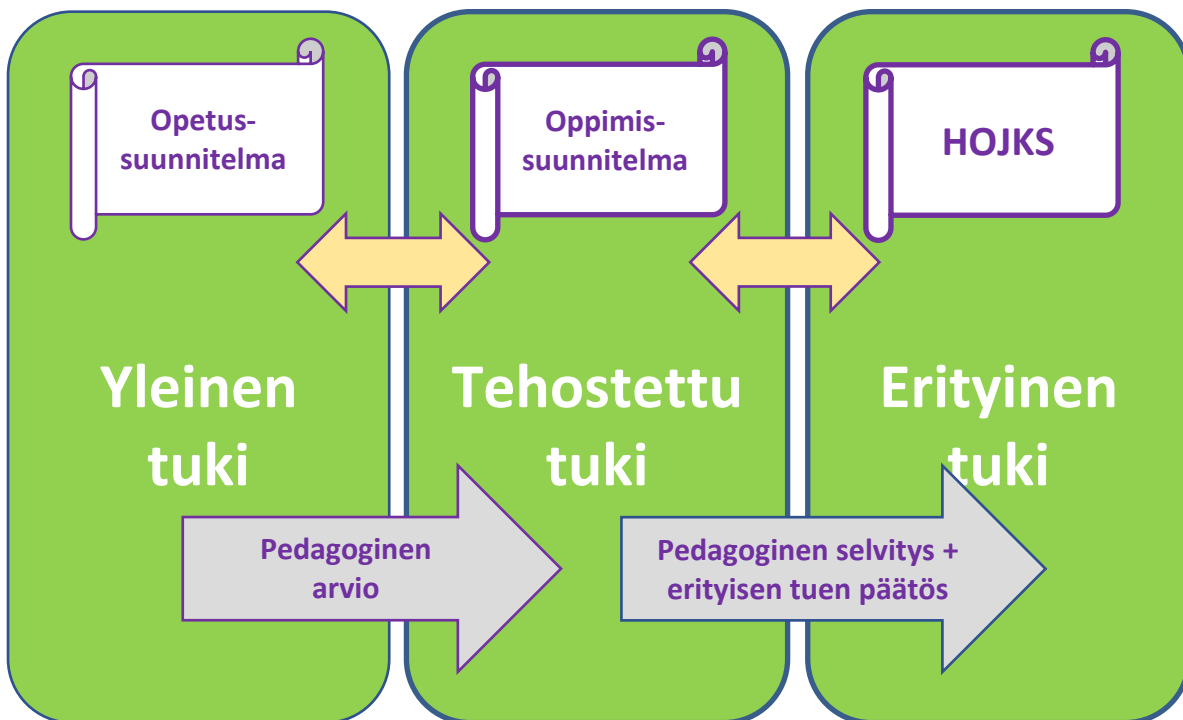 Opetus-
suunnitelma
Oppimis-
suunnitelma
HOJKS
Yleinen
tuki
Tehostettu
tuki
Erityinen
tuki
Pedagoginen
arvio
Pedagoginen selvitys +
erityisen tuen päätös